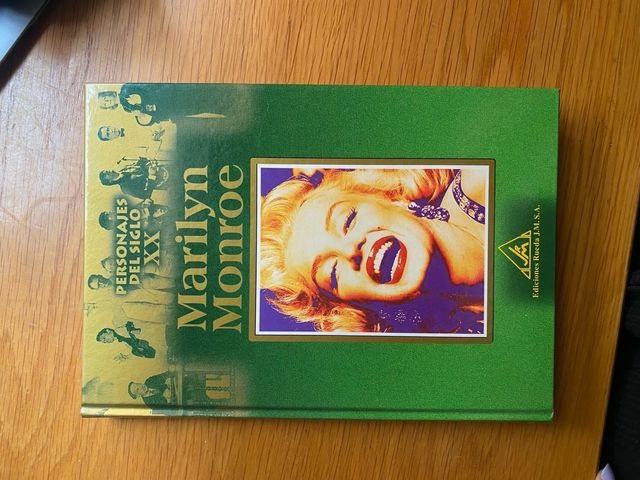 PERSONAJES
DEL SIGLO
XX
Marilyn
Monroe
Ediciones Rueda J.M. S.A.